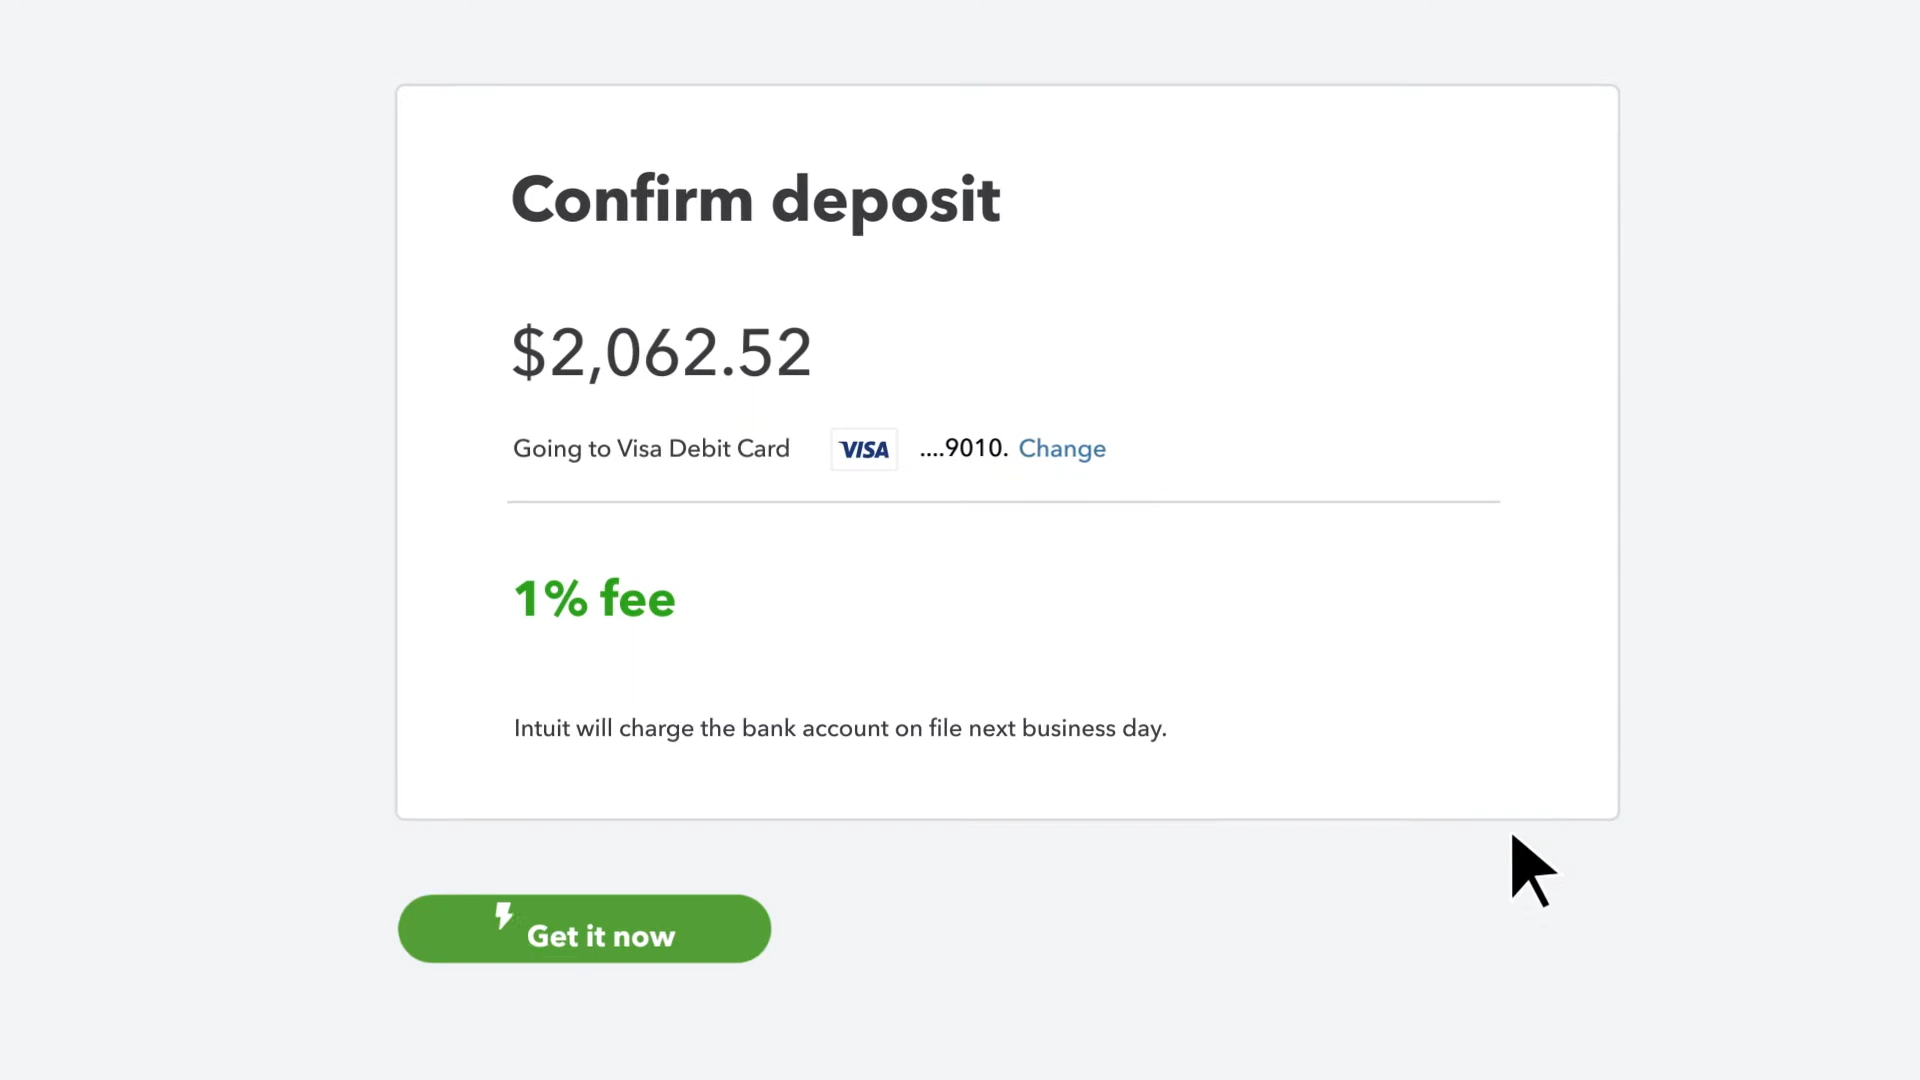 Confirm deposit
$2,062.52
Going to Visa Debit Card VISA ....9010. Change
1% fee
Intuit will charge the bank account on file next business day.
Get it now